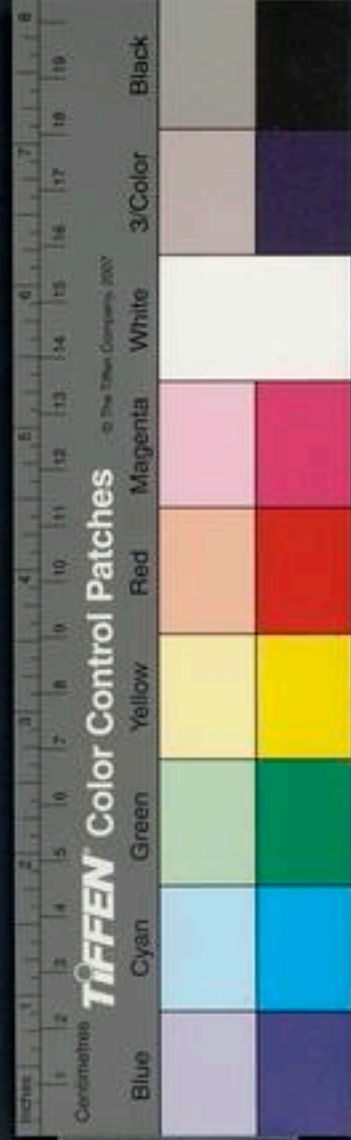 Inches 1 2 3 4 5 6 7 8
Centimetres 1 2 3 4 5 6 7 8 9 10 11 12 13 14 15 16 17 18 19
TIFFEN® Color Control Patches © The Tiffen Company, 2007
Blue Cyan Green Yellow Red Magenta White 3/Color Black